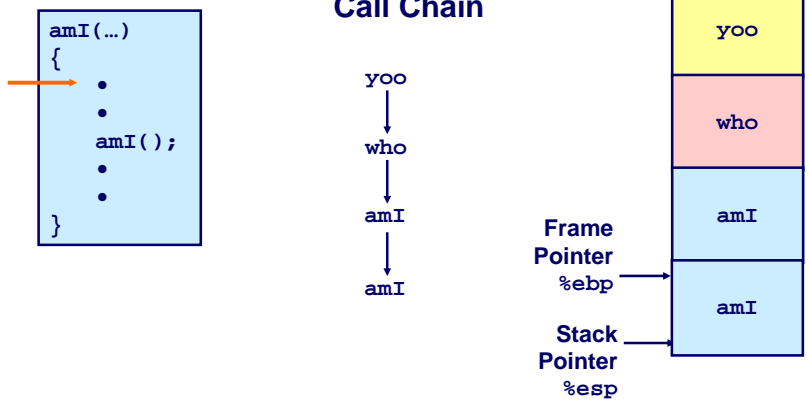 Call Chain
amI(…)
{
•
•
amI();
•
•
}
yoo
who
amI
amI
yoo
who
amI
amI
Frame
Pointer
%ebp
Stack
Pointer
%esp